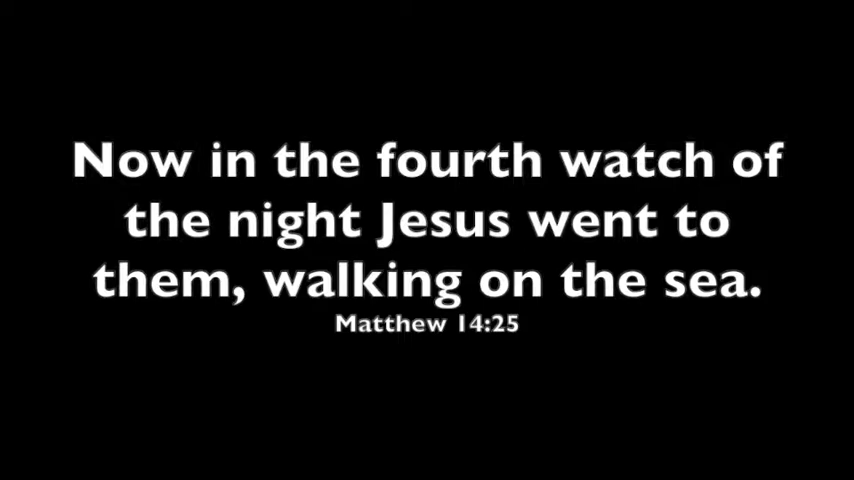 Now in the fourth watch of
the night Jesus went to
them, walking on the sea.
Matthew 14:25